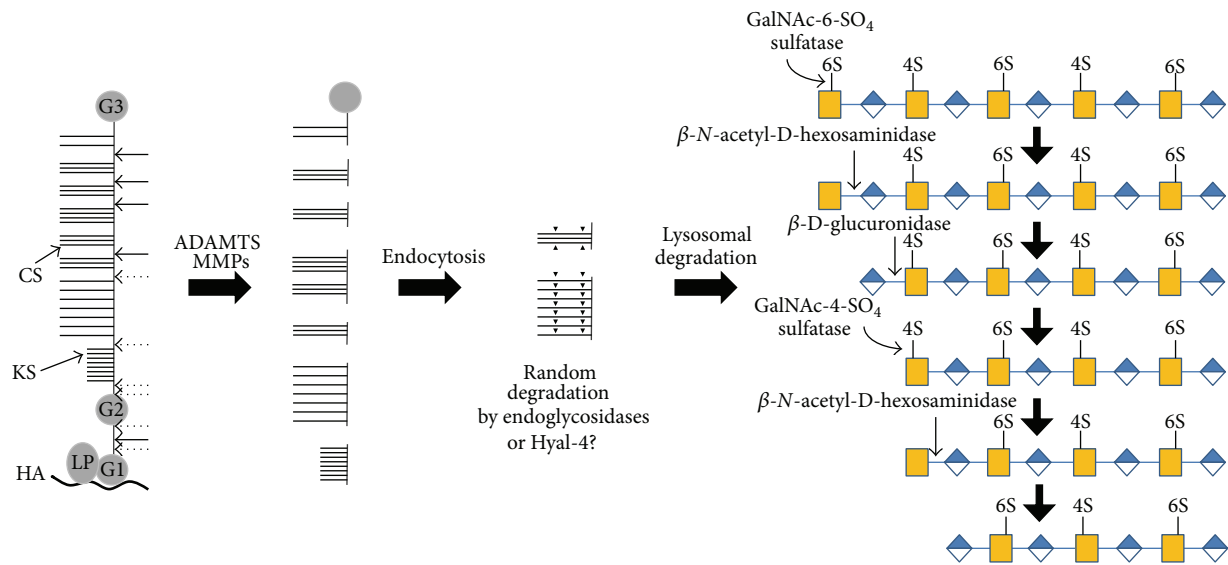 G3
CS
KS
G2
LP
G1
HA
ADAMTS
MMPs
Endocytosis
Random
degradation
by endoglycosidases
or Hyal-4?
Lysosomal
degradation
GalNAc-6-SO4
sulfatase
6S 4S 6S 4S 6S
β-N-acetyl-D-hexosaminidase
4S 6S 4S 6S
β-D-glucuronidase
4S 6S 4S 6S
GalNAc-4-SO4
sulfatase
4S 6S 4S 6S
β-N-acetyl-D-hexosaminidase
6S 4S 6S
6S 4S 6S